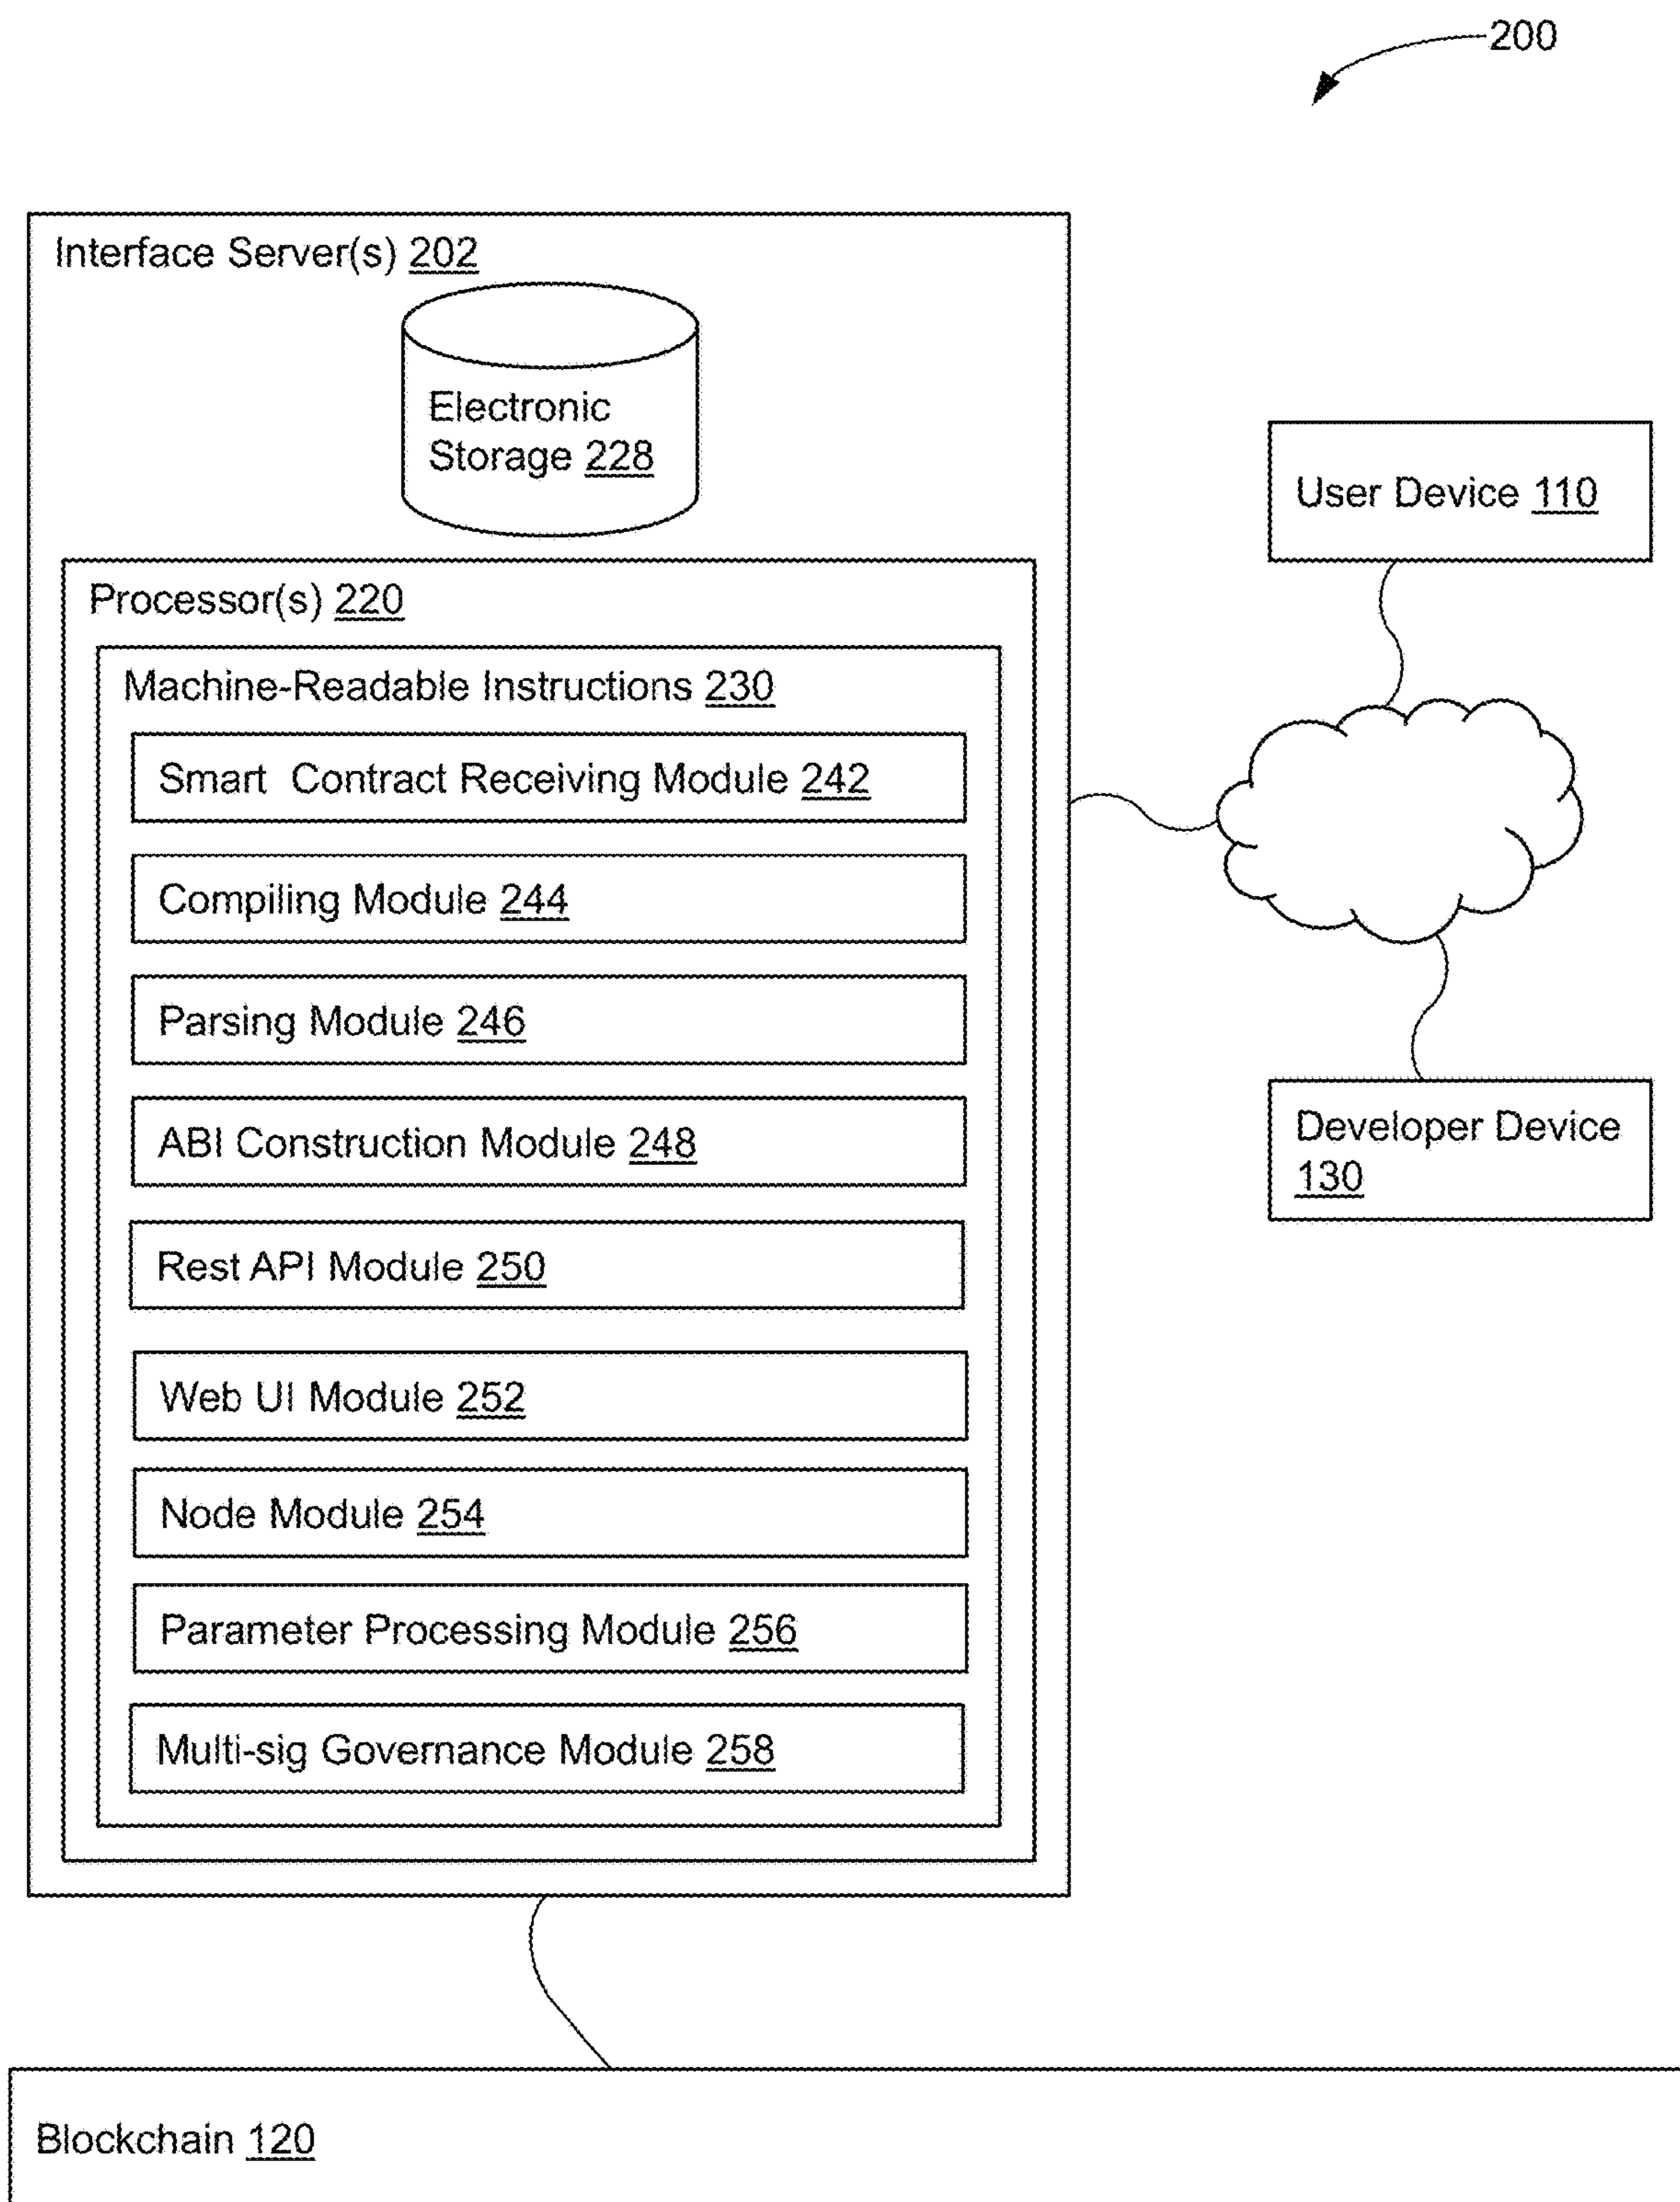 200
Interface Server(s) 202
Electronic
Storage 228
User Device 110
Processor(s) 220
Machine-Readable Instructions 230
Smart Contract Receiving Module 242
Compiling Module 244
Parsing Module 246
ABI Construction Module 248
Developer Device
130
Rest API Module 250
Web UI Module 252
Node Module 254
Parameter Processing Module 256
Multi-sig Governance Module 258
Blockchain 120